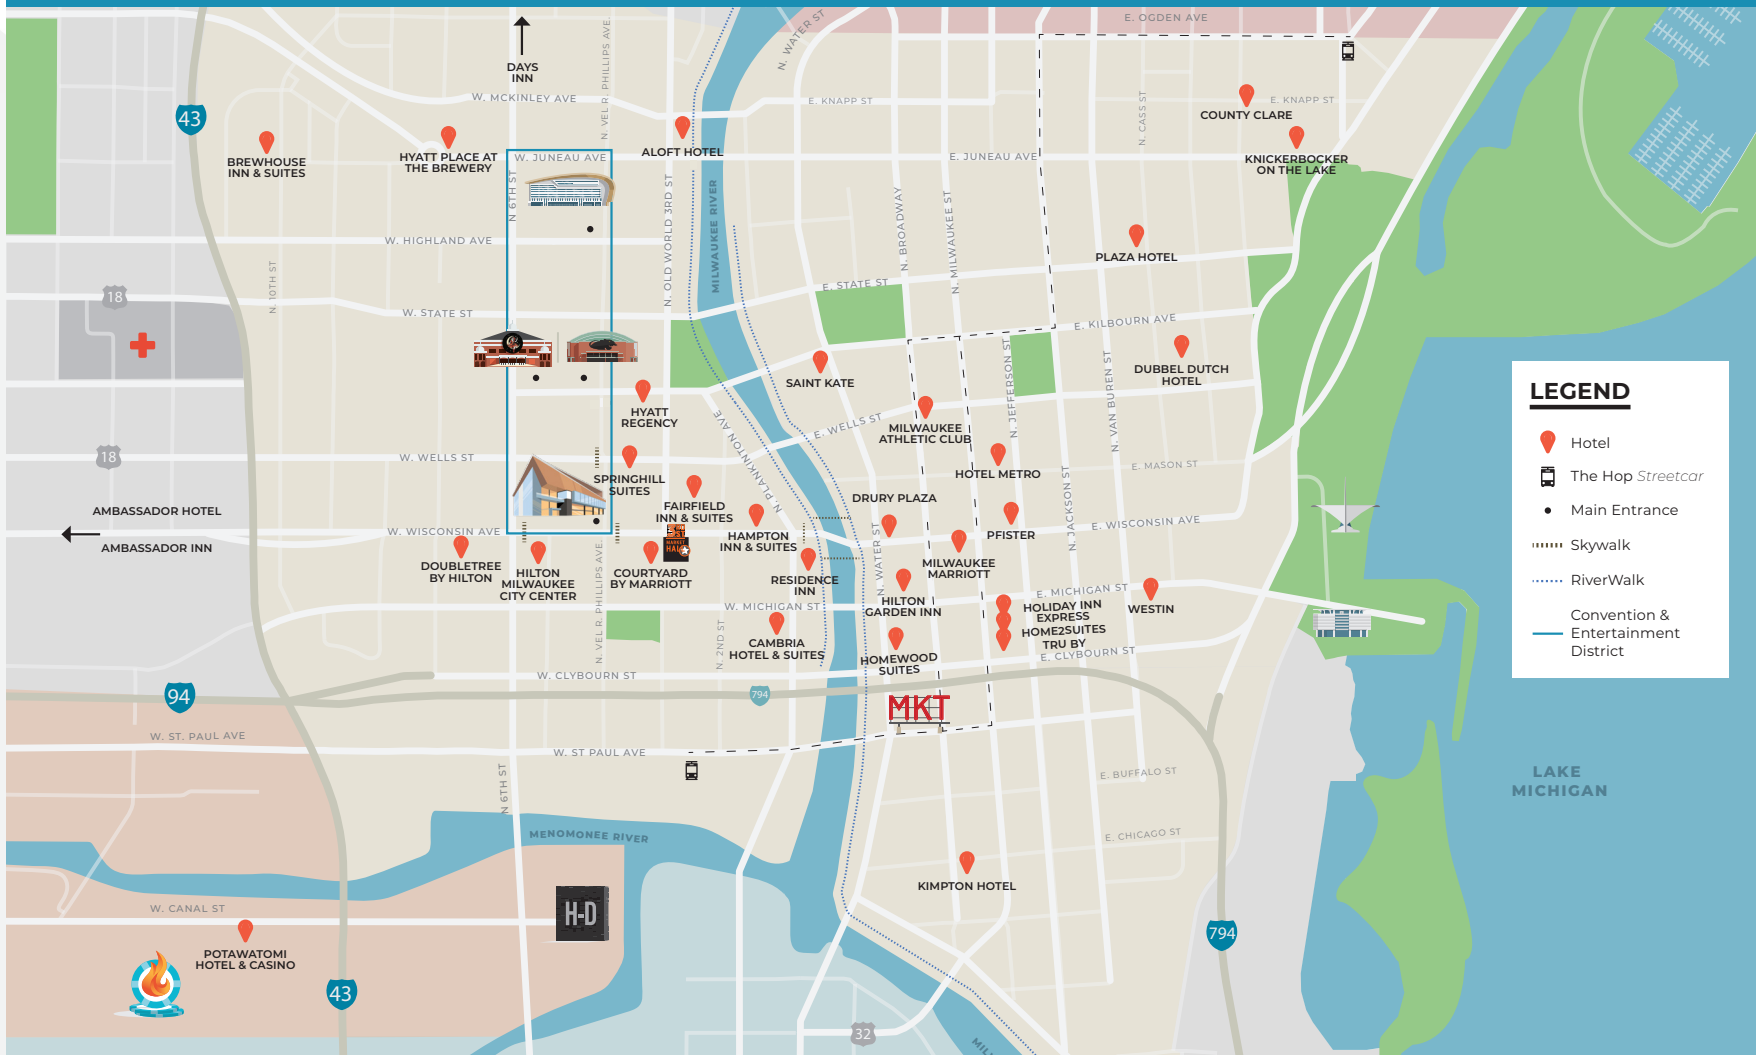 E. OGDEN AVE
N. WATER ST
DAYS
INN
N. VEL R. PHILLIPS AVE.
W. MCKINLEY AVE
E. KNAPP ST
E. KNAPP ST
N. CASS ST
COUNTY CLARE
43
BREWHOUSE
INN & SUITES
HYATT PLACE AT
THE BREWERY
W. JUNEAU AVE
ALOFT HOTEL
E. JUNEAU AVE
KNICKERBOCKER
ON THE LAKE
N 6TH ST
N. OLD WORLD 3RD ST
MILWAUKEE RIVER
N. BROADWAY
N. MILWAUKEE ST
W. HIGHLAND AVE
PLAZA HOTEL
N. 10TH ST
18
E. STATE ST
W. STATE ST
E. KILBOURN AVE
SAINT KATE
DUBBEL DUTCH
HOTEL
N. JEFFERSON ST
N. VAN BUREN ST
LEGEND
Hotel
The Hop Streetcar
Main Entrance
Skywalk
RiverWalk
Convention &
Entertainment
District
HYATT
REGENCY
N. PLANKINTON AVE
E. WELLS ST
MILWAUKEE
ATHLETIC CLUB
18
W. WELLS ST
SPRINGHILL
SUITES
HOTEL METRO
E. MASON ST
N. JACKSON ST
AMBASSADOR HOTEL
AMBASSADOR INN
FAIRFIELD
INN & SUITES
DRURY PLAZA
W. WISCONSIN AVE
E. WISCONSIN AVE
HAMPTON
INN & SUITES
PFISTER
MARKET
HALL
N. WATER ST
DOUBLETREE
BY HILTON
HILTON
MILWAUKEE
CITY CENTER
COURTYARD
BY MARRIOTT
RESIDENCE
INN
MILWAUKEE
MARRIOTT
N. VEL R. PHILLIPS AVE.
HILTON
GARDEN INN
E. MICHIGAN ST
WESTIN
W. MICHIGAN ST
HOLIDAY INN
EXPRESS
HOME2SUITES
TRU BY
N. 2ND ST
CAMBRIA
HOTEL & SUITES
HOMEWOOD
SUITES
E. CLYBOURN ST
W. CLYBOURN ST
94
794
MKT
W. ST. PAUL AVE
W. ST PAUL AVE
N 6TH ST
E. BUFFALO ST
LAKE
MICHIGAN
MENOMONEE RIVER
E. CHICAGO ST
KIMPTON HOTEL
W. CANAL ST
H-D
POTAWATOMI
HOTEL & CASINO
794
43
32
MIL